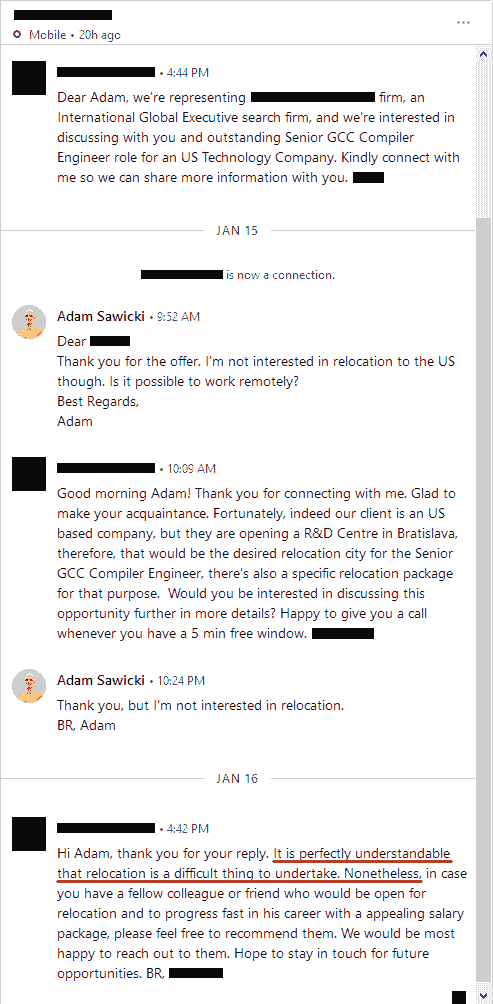 Mobile • 20h ago
• 4:44 PM
Dear Adam, we're representing firm, an
International Global Executive search firm, and we're interested in
discussing with you and outstanding Senior GCC Compiler
Engineer role for an US Technology Company. Kindly connect with
me so we can share more information with you.
JAN 15
is now a connection.
Adam Sawicki • 9:52 AM
Dear
Thank you for the offer. I'm not interested in relocation to the US
though. Is it possible to work remotely?
Best Regards,
Adam
• 10:09 AM
Good morning Adam! Thank you for connecting with me. Glad to
make your acquaintance. Fortunately, indeed our client is an US
based company, but they are opening a R&D Centre in Bratislava,
therefore, that would be the desired relocation city for the Senior
GCC Compiler Engineer, there's also a specific relocation package
for that purpose. Would you be interested in discussing this
opportunity further in more details? Happy to give you a call
whenever you have a 5 min free window.
Adam Sawicki • 10:24 PM
Thank you, but I'm not interested in relocation.
BR, Adam
JAN 16
• 4:42 PM
Hi Adam, thank you for your reply. It is perfectly understandable
that relocation is a difficult thing to undertake. Nonetheless, in case
you have a fellow colleague or friend who would be open for
relocation and to progress fast in his career with a appealing salary
package, please feel free to recommend them. We would be most
happy to reach out to them. Hope to stay in touch for future
opportunities. BR,